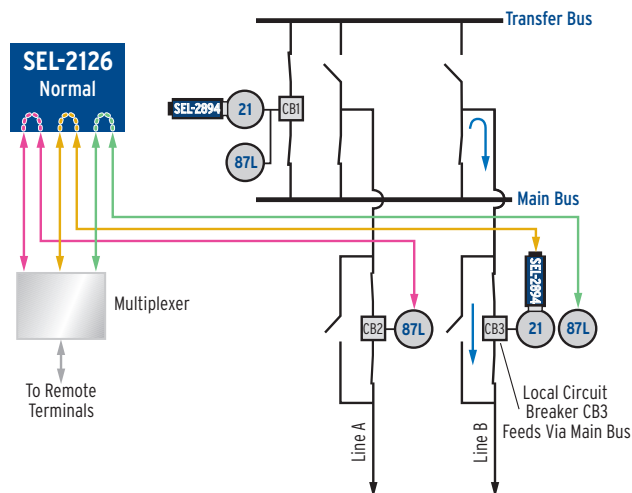 Transfer Bus
SEL-2126
Normal
SEL-2894
21
CB1
87L
Main Bus
Multiplexer
SEL-2894
CB2
87L
CB3
21
87L
To Remote
Terminals
Line A
Line B
Local Circuit
Breaker CB3
Feeds Via Main Bus